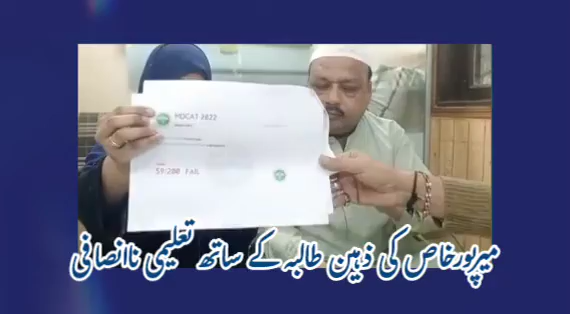 MDCAT 2022
59/200 FAIL
میرپورخاص کی ذہین طالبہ کے ساتھ تعلیمی ناانصافی